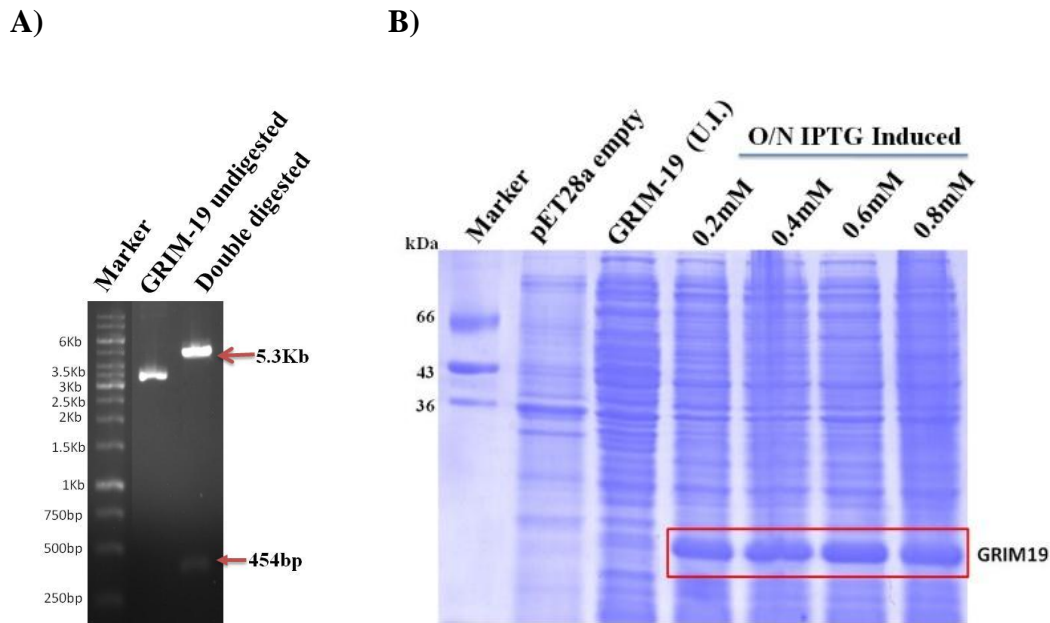 A)
Marker
GRIM-19 undigested
Double digested
6Kb
3.5Kb
3Kb
2.5Kb
2Kb
1.5Kb
1Kb
750bp
500bp
250bp
5.3Kb
454bp
B)
kDa
Marker
pET28a empty
GRIM-19 (U.I.)
O/N IPTG Induced
0.2mM
0.4mM
0.6mM
0.8mM
66
43
36
GRIM19